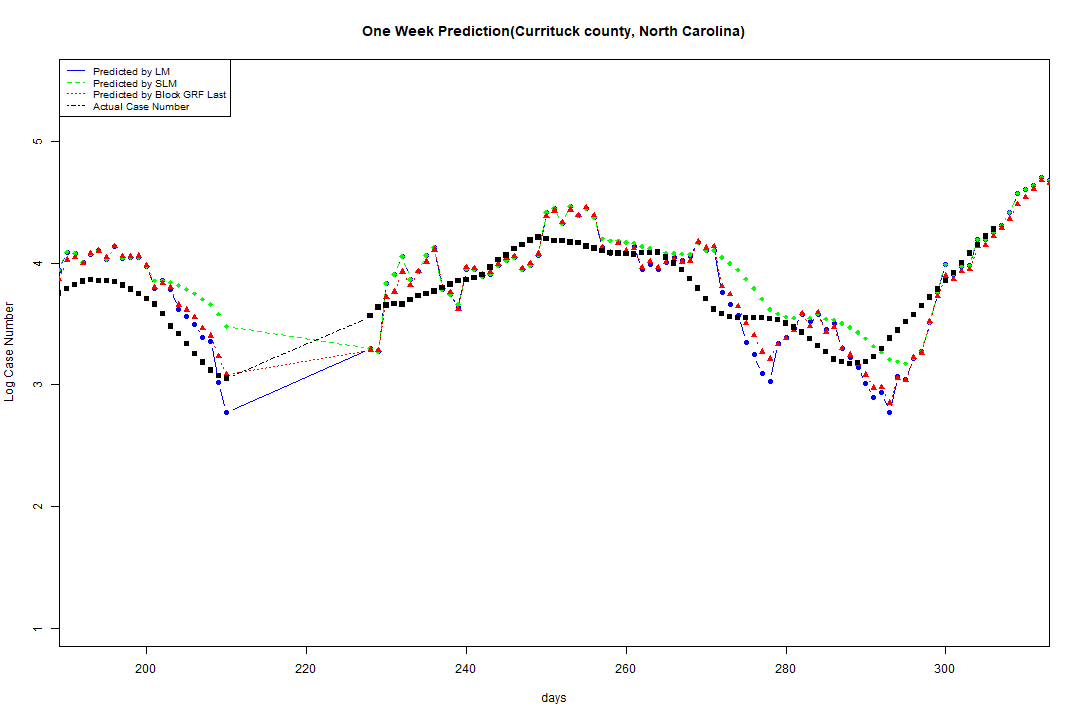 One Week Prediction(Currituck county, North Carolina)
Predicted by LM
Predicted by SLM
Predicted by Block GRF Last
Actual Case Number
5
4
3
2
1
Log Case Number
200 220 240 260 280 300
days